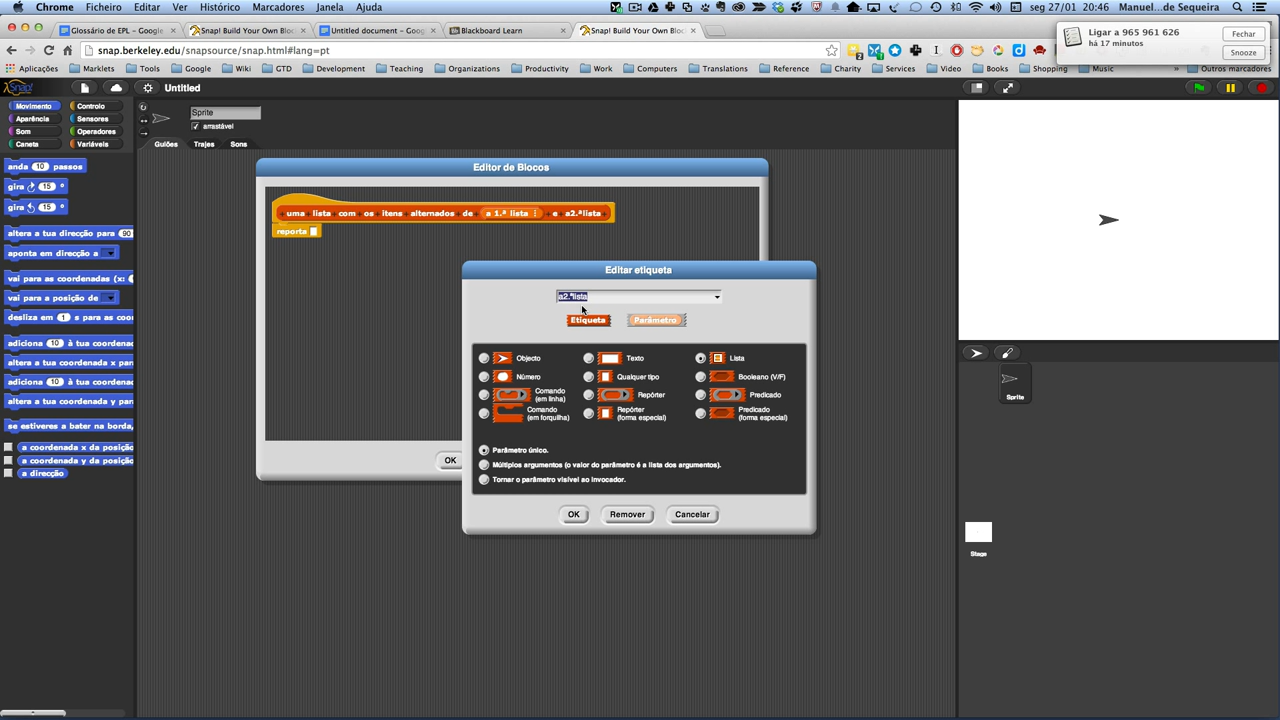 Chrome Ficheiro Editar Ver Histórico Marcadores Janela Ajuda seg 27/01 20:46 Manuel...de Sequeira
Glossário de EPL - Goog Snap! Build Your Own Bloc Untitled document - Google Blackboard Learn Snap! Build Your Own Bloc
Ligar a 965 961 626
há 17 minutos
Fechar
Snooze
snap.berkeley.edu/snapsource/snap.html#lang=pt
Aplicações Marklets Tools Google Wiki GTD Development Teaching Organizations Productivity Work Computers Translations Reference Charity Services Video Books Shopping Music » Outros marcadores
Snap! Untitled
Movimento Controlo
Aparência Sensores
Som Operadores
Caneta Variáveis
Sprite
arrastável
Guiões Trajes Sons
anda 10 passos
gira 15 º
gira 15 º
altera a tua direcção para 90
aponta em direcção a
vai para as coordenadas (x:
vai para a posição de
desliza em 1 s para as coo
adiciona 10 à tua coordenad
altera a tua coordenada x par
adiciona 10 à tua coordenad
altera a tua coordenada y par
se estiveres a bater na borda,
a coordenada x da posição
a coordenada y da posição
a direcção
Editor de Blocos
uma lista com os itens alternados de a 1.ª lista ⋮ e a2.ªlista
reporta
OK
Editar etiqueta
a2.ªlista
Etiqueta Parâmetro
Objecto Texto Lista
Número Qualquer tipo Booleano (V/F)
Comando (em linha) Repórter Predicado
Comando (em forquilha) Repórter (forma especial) Predicado (forma especial)
Parâmetro único.
Múltiplos argumentos (o valor do parâmetro é a lista dos argumentos).
Tornar o parâmetro visível ao invocador.
OK Remover Cancelar
Sprite
Stage